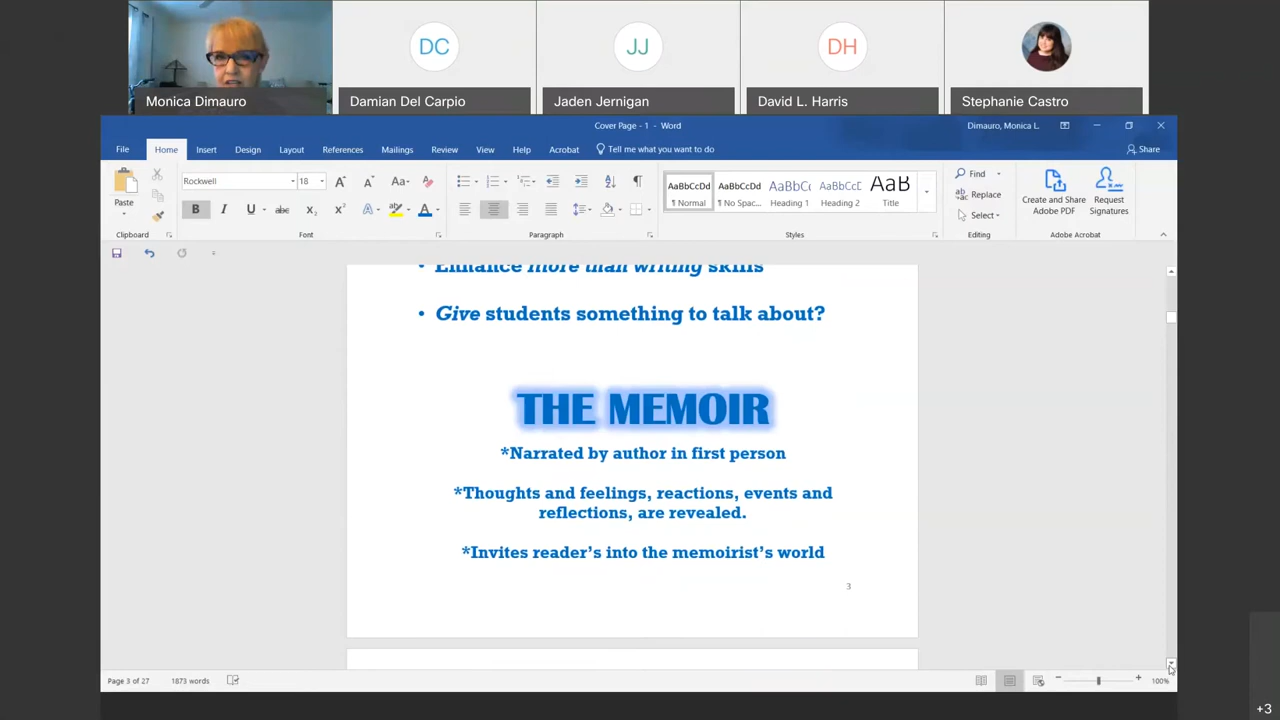 DC
JJ
DH
Monica Dimauro
Damian Del Carpio
Jaden Jernigan
David L. Harris
Stephanie Castro
Cover Page - 1 - Word
Dimauro, Monica L.
File Home Insert Design Layout References Mailings Review View Help Acrobat Tell me what you want to do Share
Paste
Clipboard
Rockwell 18
Aa
B I U abc x₂ x² A ab A
Font
Paragraph
AaBbCcDd AaBbCcDd AaBbCc AaBbCcC AaB
¶ Normal ¶ No Spac... Heading 1 Heading 2 Title
Styles
Find
Replace
Select
Editing
Create and Share
Adobe PDF
Request
Signatures
Adobe Acrobat
• Enhance more than writing skills
• Give students something to talk about?
THE MEMOIR
*Narrated by author in first person
*Thoughts and feelings, reactions, events and
reflections, are revealed.
*Invites reader’s into the memoirist’s world
3
Page 3 of 27 1873 words
100%
+3